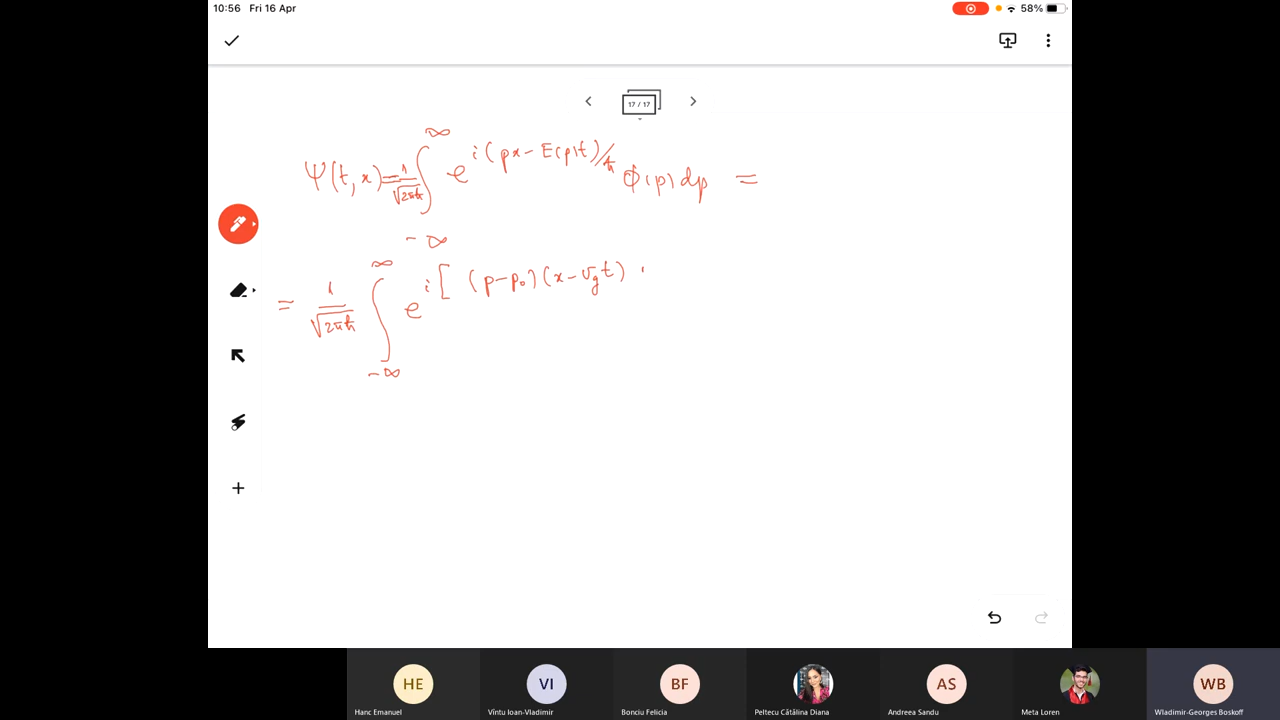 10:56 Fri 16 Apr
58%
17 / 17
Ψ(t, x) = 1/√2πħ ∫_{-∞}^{∞} e^{i(px − E(p)t)/ħ} Φ(p) dp =
= 1/√2πħ ∫_{-∞}^{∞} e^{i[(p−p₀)(x−v_g t)
HE
VI
BF
AS
WB
Hanc Emanuel
Vîntu Ioan-Vladimir
Bonciu Felicia
Peltecu Cătălina Diana
Andreea Sandu
Meta Loren
Wladimir-Georges Boskoff